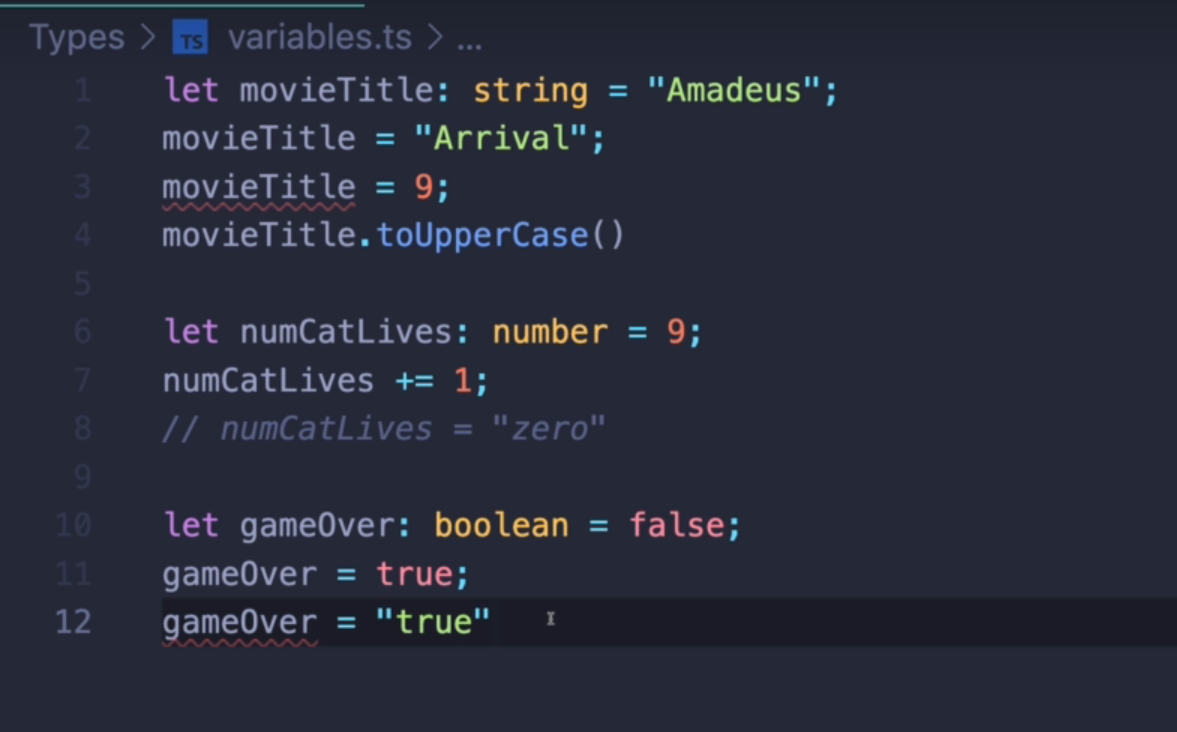 Types > TS variables.ts > ...
1 let movieTitle: string = "Amadeus";
2 movieTitle = "Arrival";
3 movieTitle = 9;
4 movieTitle.toUpperCase()
5
6 let numCatLives: number = 9;
7 numCatLives += 1;
8 // numCatLives = "zero"
9
10 let gameOver: boolean = false;
11 gameOver = true;
12 gameOver = "true"